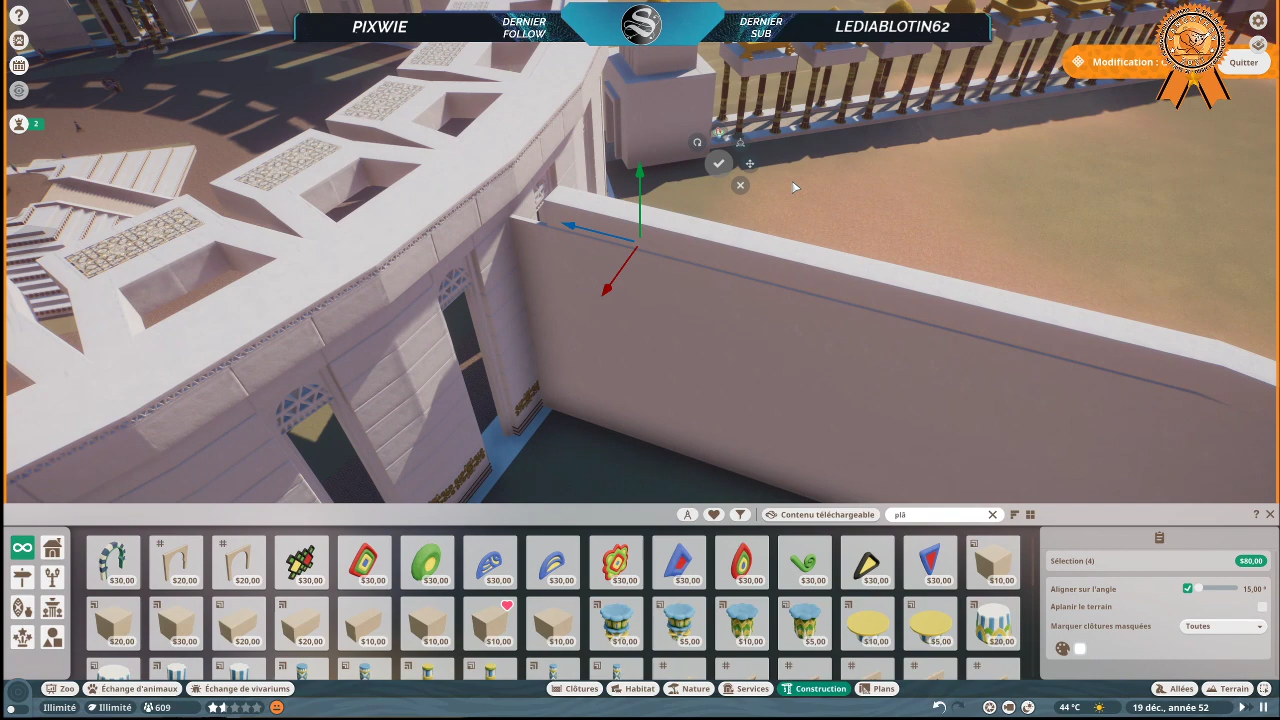 PIXWIE
DERNIER
FOLLOW
DERNIER
SUB
LEDIABLOTIN62
Modification :
Quitter
2
Contenu téléchargeable
plâ
$30,00
$20,00
$20,00
$30,00
$30,00
$30,00
$30,00
$30,00
$30,00
$30,00
$30,00
$30,00
$30,00
$30,00
$10,00
$20,00
$30,00
$20,00
$20,00
$10,00
$10,00
$10,00
$10,00
$10,00
$5,00
$10,00
$5,00
$10,00
$5,00
$20,00
Sélection (4)
$80,00
Aligner sur l'angle
15,00°
Aplanir le terrain
Marquer clôtures masquées
Toutes
Zoo
Échange d'animaux
Échange de vivariums
Clôtures
Habitat
Nature
Services
Construction
Plans
Allées
Terrain
Illimité
Illimité
609
44 °C
19 déc., année 52